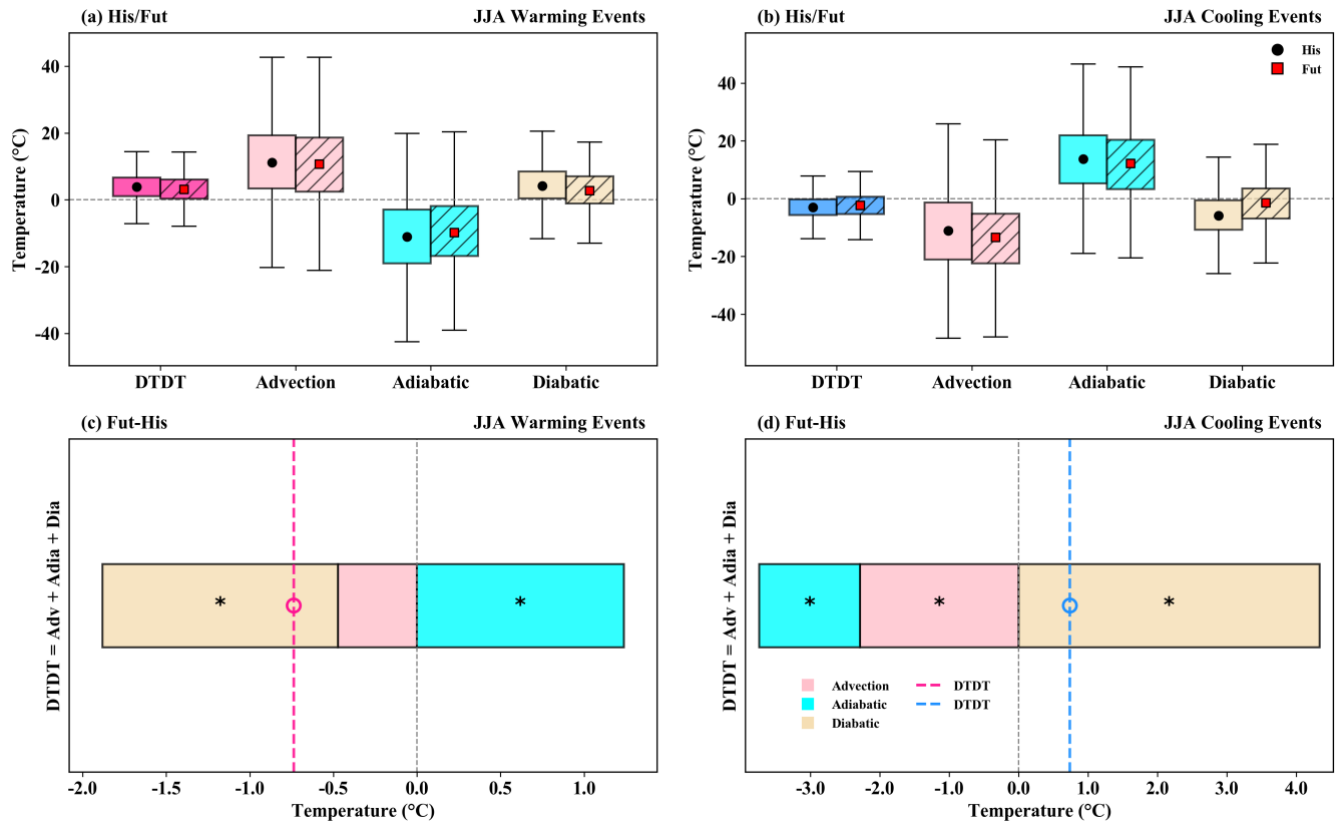 (a) His/Fut JJA Warming Events
Temperature (°C)
40
20
0
-20
-40
DTDT Advection Adiabatic Diabatic
(b) His/Fut JJA Cooling Events
His
Fut
Temperature (°C)
40
20
0
-20
-40
DTDT Advection Adiabatic Diabatic
(c) Fut-His JJA Warming Events
DTDT = Adv + Adia + Dia
* *
-2.0 -1.5 -1.0 -0.5 0.0 0.5 1.0
Temperature (°C)
(d) Fut-His JJA Cooling Events
DTDT = Adv + Adia + Dia
* * *
Advection DTDT
Adiabatic DTDT
Diabatic
-3.0 -2.0 -1.0 0.0 1.0 2.0 3.0 4.0
Temperature (°C)